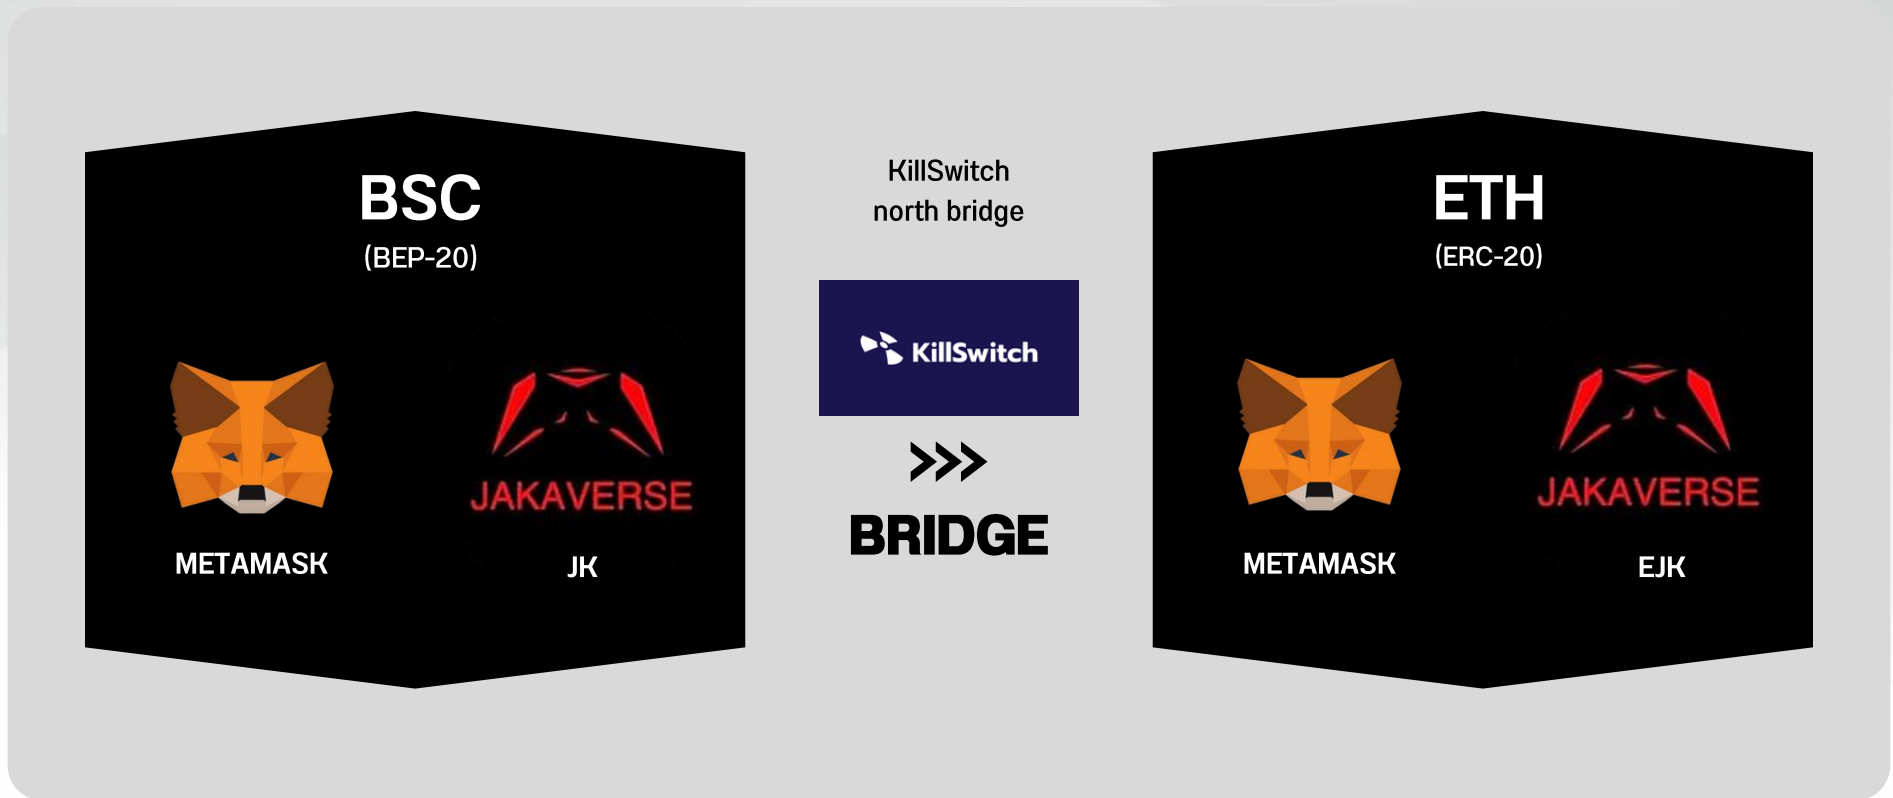 BSC
(BEP-20)
JAKAVERSE
METAMASK
JK
KillSwitch
north bridge
KillSwitch
BRIDGE
ETH
(ERC-20)
JAKAVERSE
METAMASK
EJK